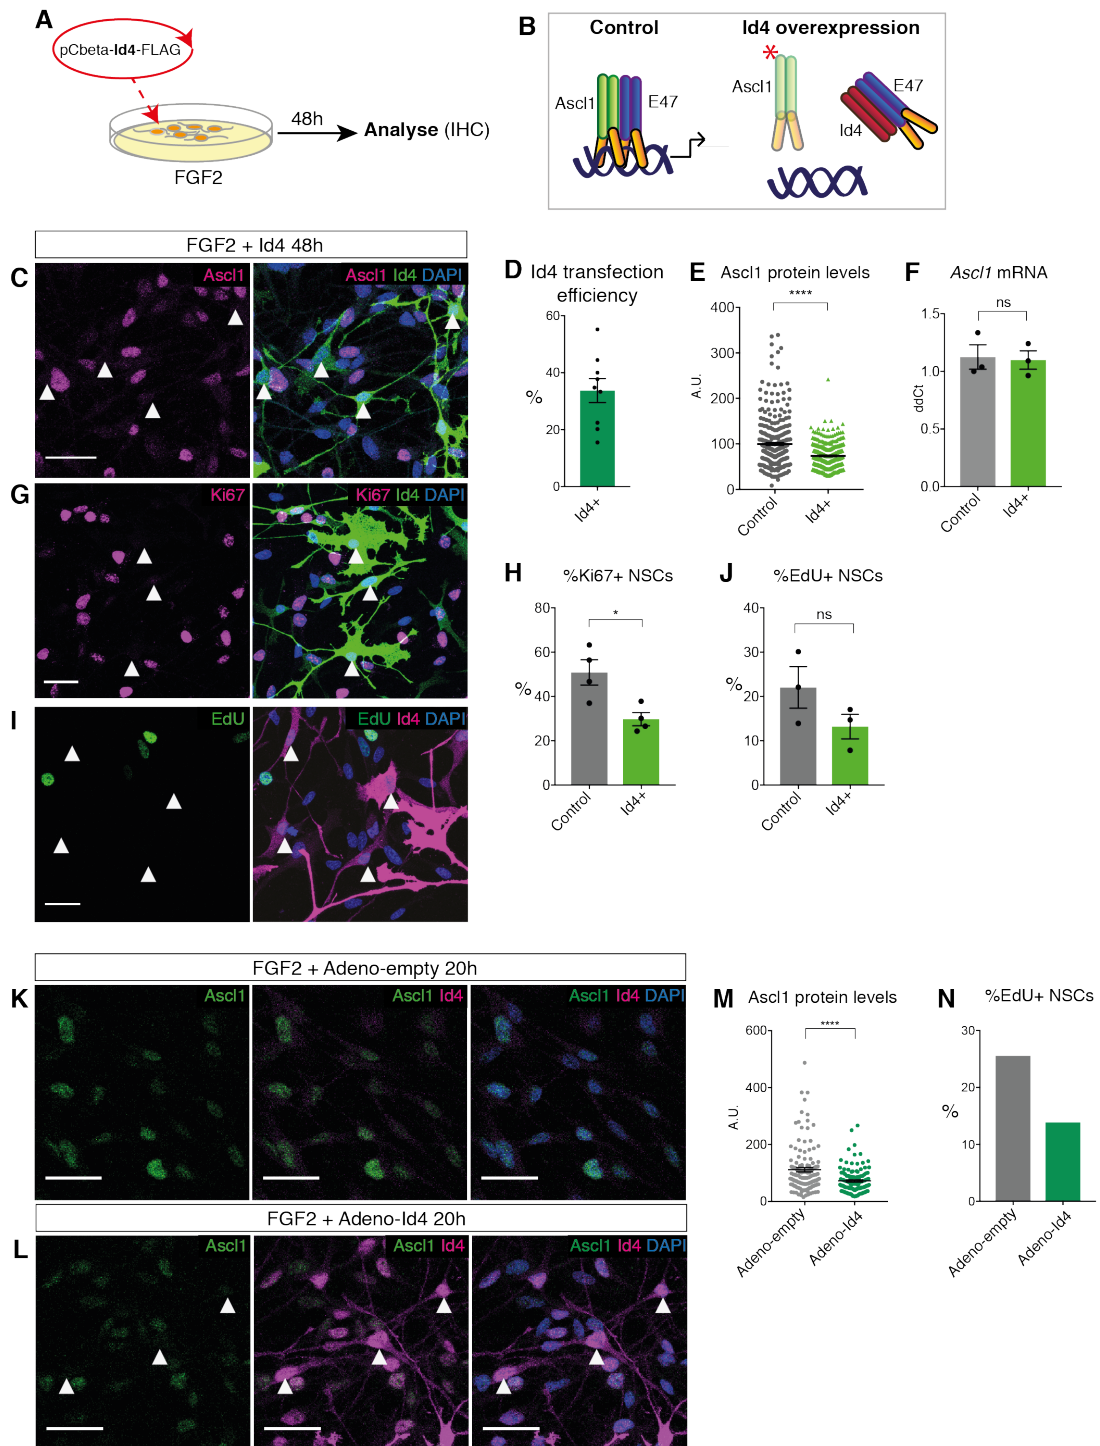 A
pCbeta-Id4-FLAG
48h
Analyse (IHC)
FGF2
B
Control
Id4 overexpression
Ascl1
E47
*
Ascl1
E47
Id4
FGF2 + Id4 48h
C
Ascl1
Ascl1 Id4 DAPI
D
Id4 transfection
efficiency
60
40
%
20
0
Id4+
E
Ascl1 protein levels
****
400
300
A.U.
200
100
0
Control
Id4+
F
Ascl1 mRNA
ns
1.5
1.0
ddCt
0.5
0.0
Control
Id4+
G
Ki67
Ki67 Id4 DAPI
H
%Ki67+ NSCs
80
*
60
%
40
20
0
Control
Id4+
J
%EdU+ NSCs
40
ns
30
%
20
10
0
Control
Id4+
I
EdU
EdU Id4 DAPI
FGF2 + Adeno-empty 20h
K
Ascl1
Ascl1 Id4
Ascl1 Id4 DAPI
FGF2 + Adeno-Id4 20h
L
Ascl1
Ascl1 Id4
Ascl1 Id4 DAPI
M
Ascl1 protein levels
600
****
400
A.U.
200
0
Adeno-empty
Adeno-Id4
N
%EdU+ NSCs
30
20
%
10
0
Adeno-empty
Adeno-Id4